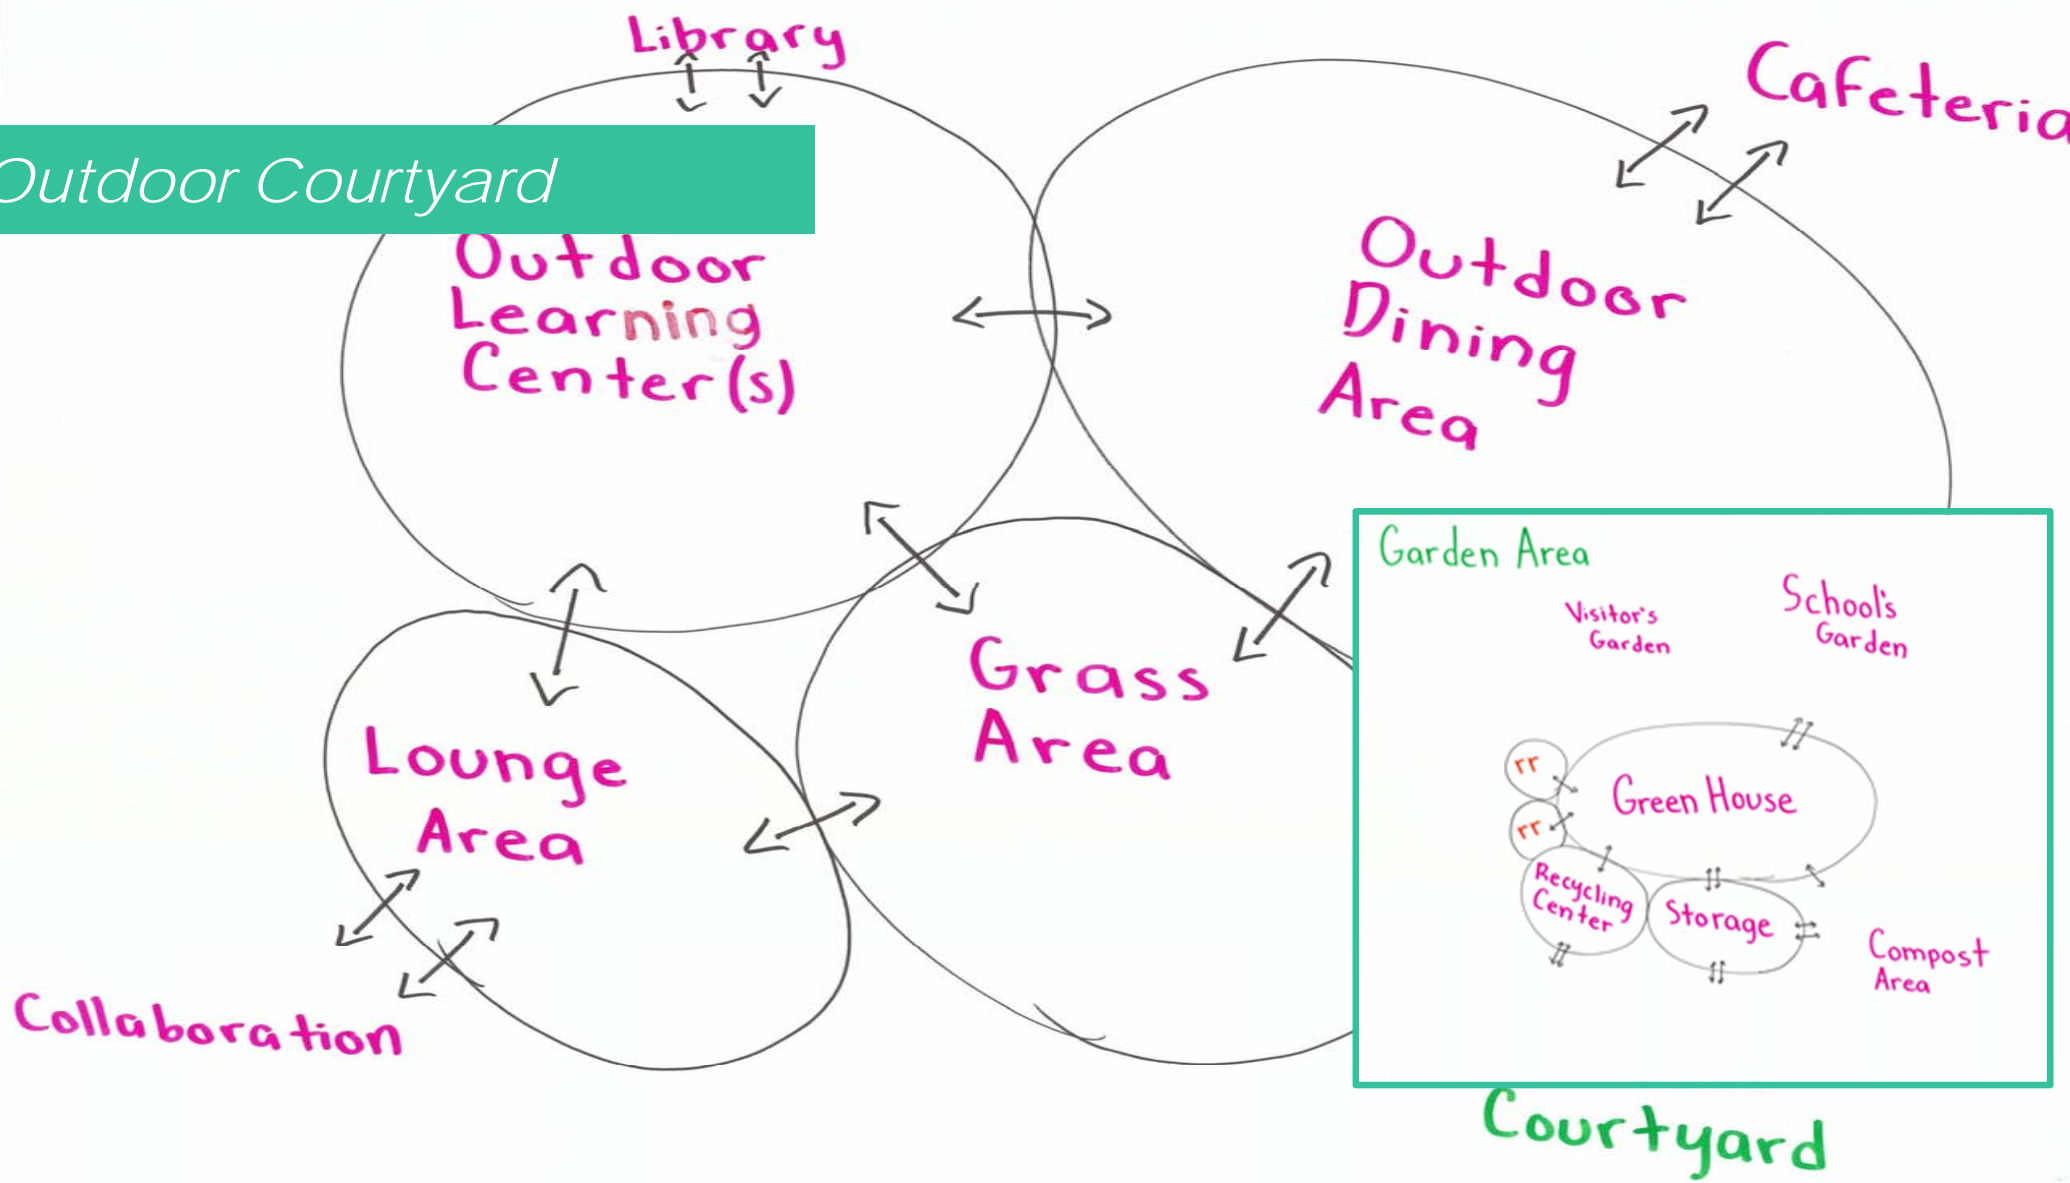 Library
Cafeteria
Outdoor Courtyard
Outdoor
Learning
Center(s)
Outdoor
Dining
Area
Grass
Area
Lounge
Area
Collaboration
Garden Area
Visitor's
Garden
School's
Garden
rr
rr
Green House
Recycling
Center
Storage
Compost
Area
Courtyard